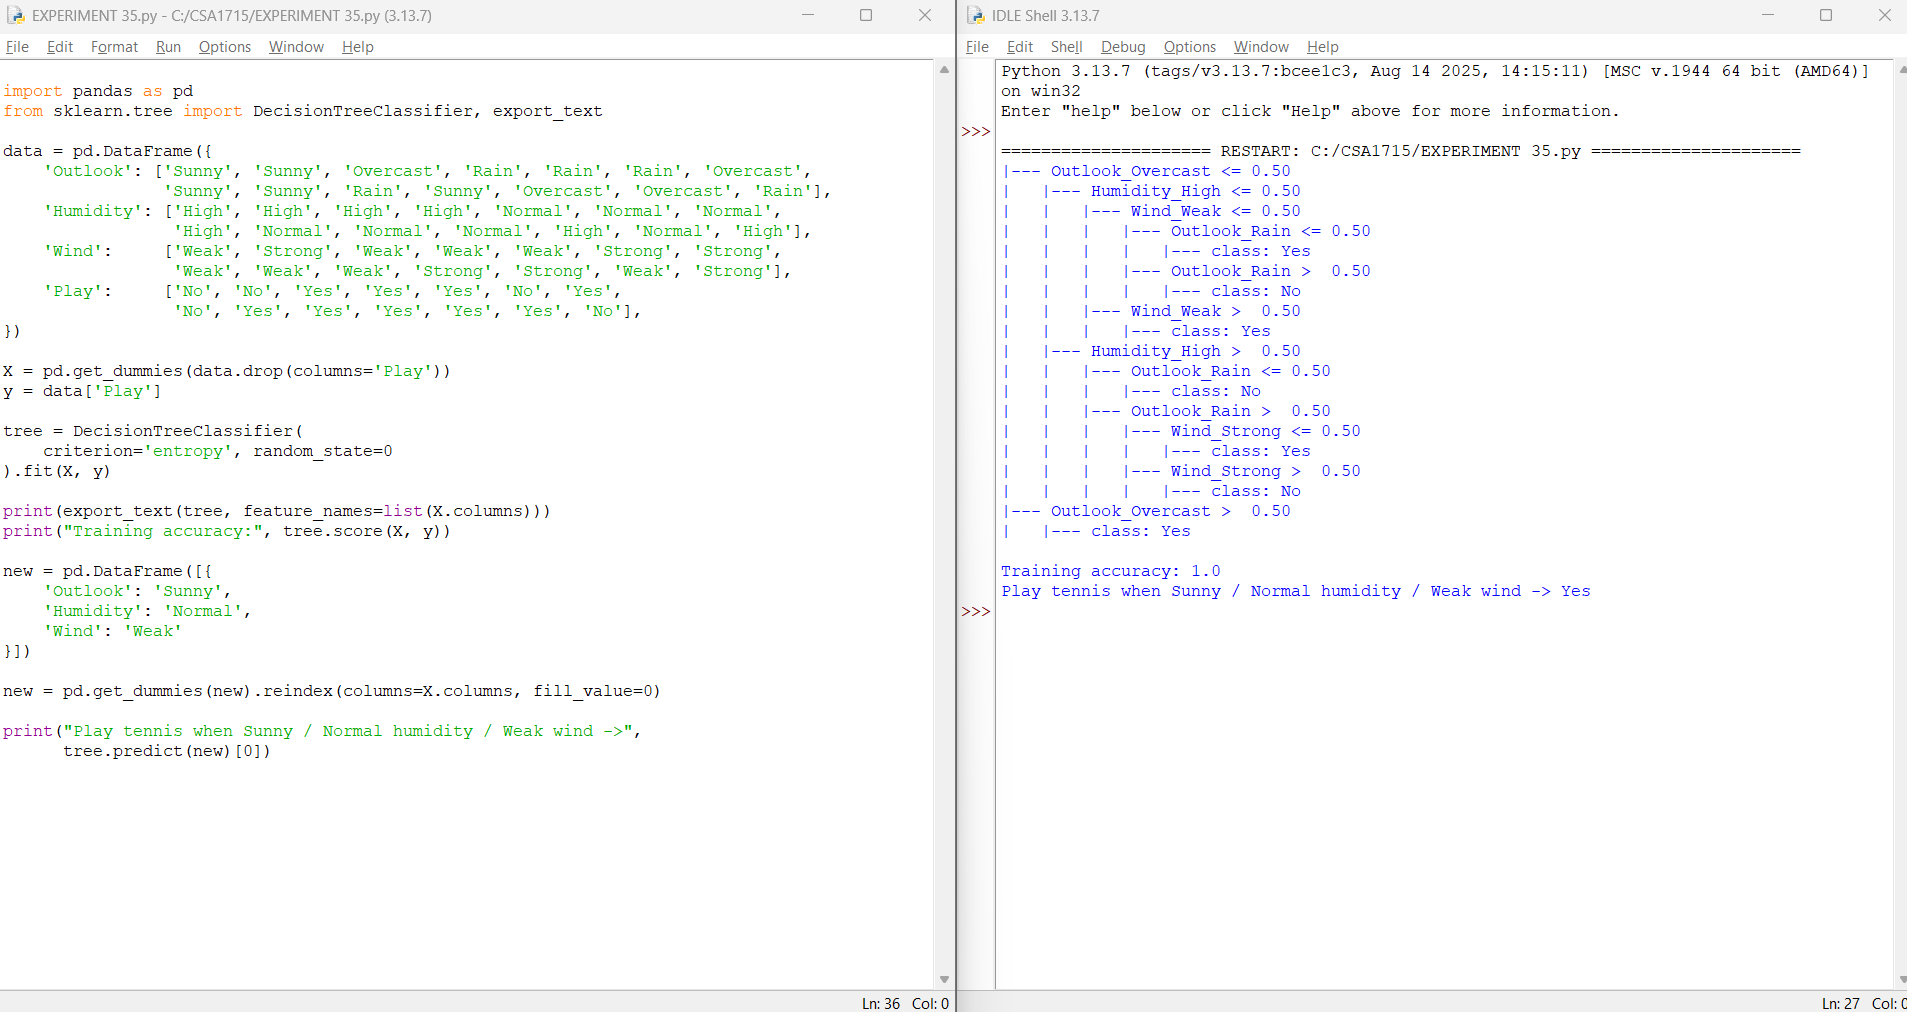 EXPERIMENT 35.py - C:/CSA1715/EXPERIMENT 35.py (3.13.7)
File Edit Format Run Options Window Help
import pandas as pd
from sklearn.tree import DecisionTreeClassifier, export_text

data = pd.DataFrame({
    'Outlook': ['Sunny', 'Sunny', 'Overcast', 'Rain', 'Rain', 'Rain', 'Overcast',
                'Sunny', 'Sunny', 'Rain', 'Sunny', 'Overcast', 'Overcast', 'Rain'],
    'Humidity': ['High', 'High', 'High', 'High', 'Normal', 'Normal', 'Normal',
                 'High', 'Normal', 'Normal', 'Normal', 'High', 'Normal', 'High'],
    'Wind':     ['Weak', 'Strong', 'Weak', 'Weak', 'Weak', 'Strong', 'Strong',
                 'Weak', 'Weak', 'Weak', 'Strong', 'Strong', 'Weak', 'Strong'],
    'Play':     ['No', 'No', 'Yes', 'Yes', 'Yes', 'No', 'Yes',
                 'No', 'Yes', 'Yes', 'Yes', 'Yes', 'Yes', 'No'],
})

X = pd.get_dummies(data.drop(columns='Play'))
y = data['Play']

tree = DecisionTreeClassifier(
    criterion='entropy', random_state=0
).fit(X, y)

print(export_text(tree, feature_names=list(X.columns)))
print("Training accuracy:", tree.score(X, y))

new = pd.DataFrame([{
    'Outlook': 'Sunny',
    'Humidity': 'Normal',
    'Wind': 'Weak'
}])

new = pd.get_dummies(new).reindex(columns=X.columns, fill_value=0)

print("Play tennis when Sunny / Normal humidity / Weak wind ->",
      tree.predict(new)[0])
Ln: 36 Col: 0
IDLE Shell 3.13.7
File Edit Shell Debug Options Window Help
Python 3.13.7 (tags/v3.13.7:bcee1c3, Aug 14 2025, 14:15:11) [MSC v.1944 64 bit (AMD64)]
on win32
Enter "help" below or click "Help" above for more information.
>>>
===================== RESTART: C:/CSA1715/EXPERIMENT 35.py =====================
|--- Outlook_Overcast <= 0.50
|   |--- Humidity_High <= 0.50
|   |   |--- Wind_Weak <= 0.50
|   |   |   |--- Outlook_Rain <= 0.50
|   |   |   |   |--- class: Yes
|   |   |   |--- Outlook_Rain >  0.50
|   |   |   |   |--- class: No
|   |   |--- Wind_Weak >  0.50
|   |   |   |--- class: Yes
|   |--- Humidity_High >  0.50
|   |   |--- Outlook_Rain <= 0.50
|   |   |   |--- class: No
|   |   |--- Outlook_Rain >  0.50
|   |   |   |--- Wind_Strong <= 0.50
|   |   |   |   |--- class: Yes
|   |   |   |--- Wind_Strong >  0.50
|   |   |   |   |--- class: No
|--- Outlook_Overcast >  0.50
|   |--- class: Yes

Training accuracy: 1.0
Play tennis when Sunny / Normal humidity / Weak wind -> Yes
>>>
Ln: 27 Col: 0